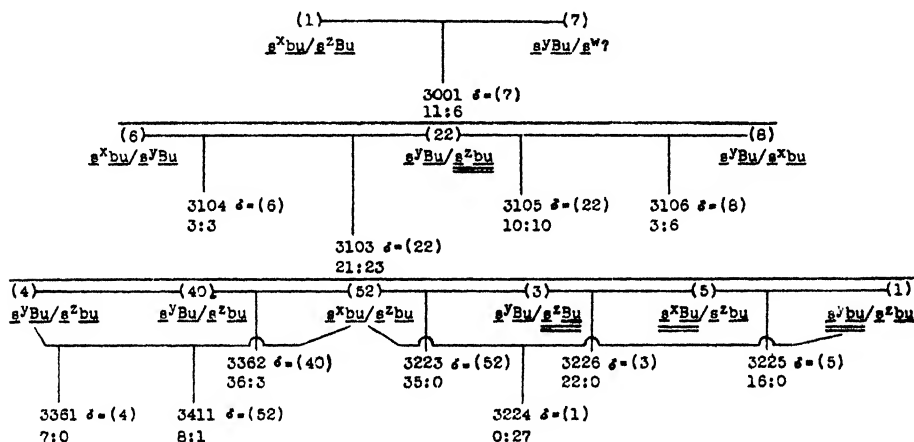 (1) (7)
s^x bu/s^z Bu s^y Bu/s^w ?
3001 ♂=(7)
11:6
(6) (22) (8)
s^x bu/s^y Bu s^y Bu/s^z bu s^y Bu/s^x bu
3104 ♂=(6) 3105 ♂=(22) 3106 ♂=(8)
3:3 10:10 3:6
3103 ♂=(22)
21:23
(4) (40) (52) (3) (5) (1)
s^y Bu/s^z bu s^y Bu/s^z bu s^x bu/s^z bu s^y Bu/s^z Bu s^x Bu/s^z bu s^y bu/s^z bu
3362 ♂=(40) 3223 ♂=(52) 3226 ♂=(3) 3225 ♂=(5)
36:3 35:0 22:0 16:0
3361 ♂=(4) 3411 ♂=(52) 3224 ♂=(1)
7:0 8:1 0:27